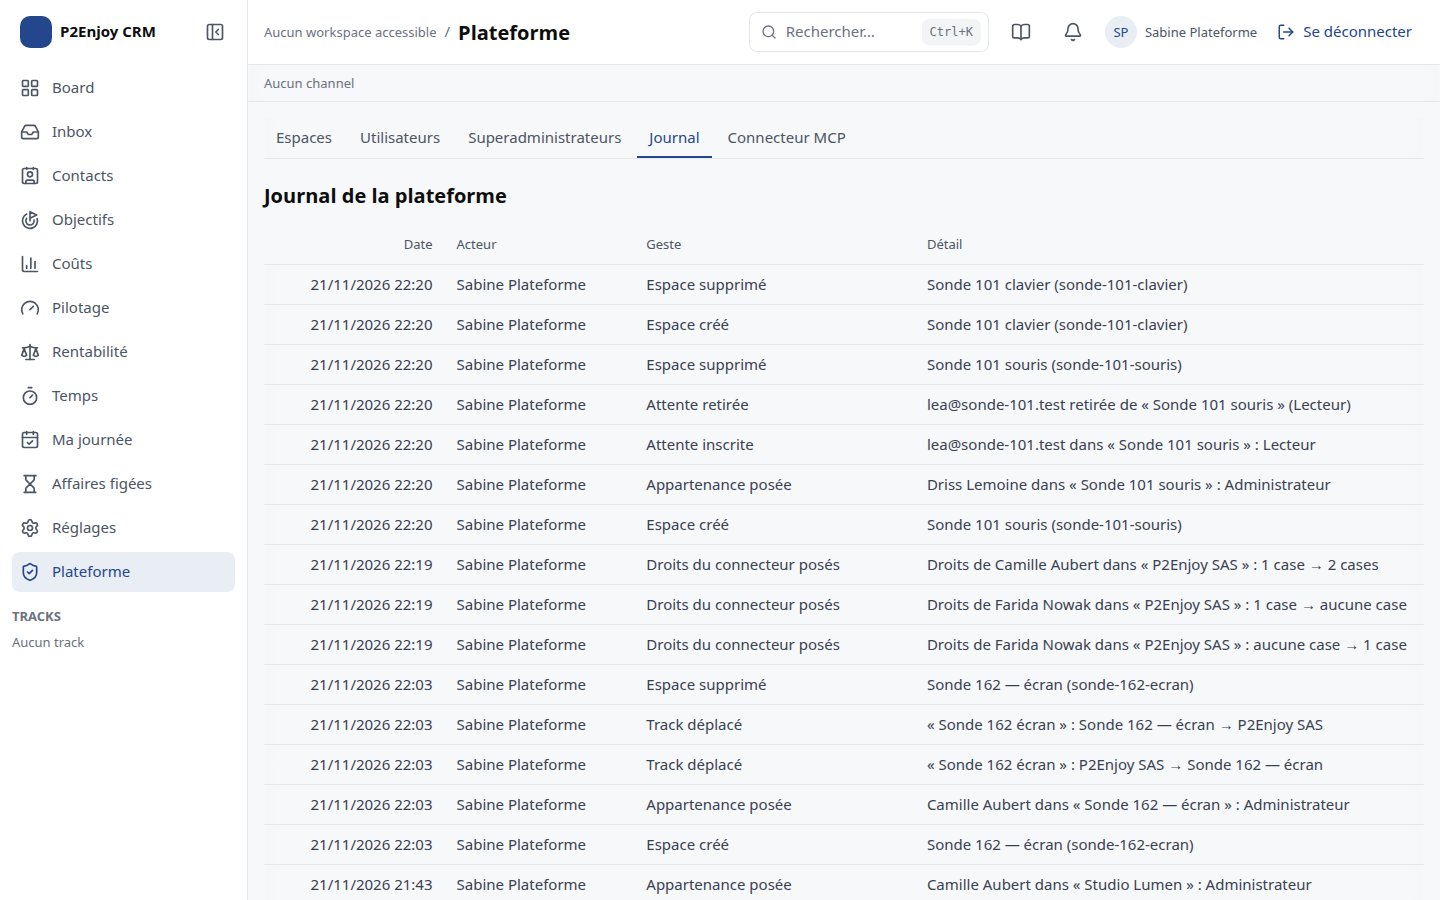 P2Enjoy CRM
Board
Inbox
Contacts
Objectifs
Coûts
Pilotage
Rentabilité
Temps
Ma journée
Affaires figées
Réglages
Plateforme
TRACKS
Aucun track
Aucun workspace accessible / Plateforme
Rechercher... Ctrl+K
SP Sabine Plateforme
Se déconnecter
Aucun channel
Espaces Utilisateurs Superadministrateurs Journal Connecteur MCP
Journal de la plateforme
Date Acteur Geste Détail
21/11/2026 22:20 Sabine Plateforme Espace supprimé Sonde 101 clavier (sonde-101-clavier)
21/11/2026 22:20 Sabine Plateforme Espace créé Sonde 101 clavier (sonde-101-clavier)
21/11/2026 22:20 Sabine Plateforme Espace supprimé Sonde 101 souris (sonde-101-souris)
21/11/2026 22:20 Sabine Plateforme Attente retirée lea@sonde-101.test retirée de « Sonde 101 souris » (Lecteur)
21/11/2026 22:20 Sabine Plateforme Attente inscrite lea@sonde-101.test dans « Sonde 101 souris » : Lecteur
21/11/2026 22:20 Sabine Plateforme Appartenance posée Driss Lemoine dans « Sonde 101 souris » : Administrateur
21/11/2026 22:20 Sabine Plateforme Espace créé Sonde 101 souris (sonde-101-souris)
21/11/2026 22:19 Sabine Plateforme Droits du connecteur posés Droits de Camille Aubert dans « P2Enjoy SAS » : 1 case → 2 cases
21/11/2026 22:19 Sabine Plateforme Droits du connecteur posés Droits de Farida Nowak dans « P2Enjoy SAS » : 1 case → aucune case
21/11/2026 22:19 Sabine Plateforme Droits du connecteur posés Droits de Farida Nowak dans « P2Enjoy SAS » : aucune case → 1 case
21/11/2026 22:03 Sabine Plateforme Espace supprimé Sonde 162 — écran (sonde-162-ecran)
21/11/2026 22:03 Sabine Plateforme Track déplacé « Sonde 162 écran » : Sonde 162 — écran → P2Enjoy SAS
21/11/2026 22:03 Sabine Plateforme Track déplacé « Sonde 162 écran » : P2Enjoy SAS → Sonde 162 — écran
21/11/2026 22:03 Sabine Plateforme Appartenance posée Camille Aubert dans « Sonde 162 — écran » : Administrateur
21/11/2026 22:03 Sabine Plateforme Espace créé Sonde 162 — écran (sonde-162-ecran)
21/11/2026 21:43 Sabine Plateforme Appartenance posée Camille Aubert dans « Studio Lumen » : Administrateur